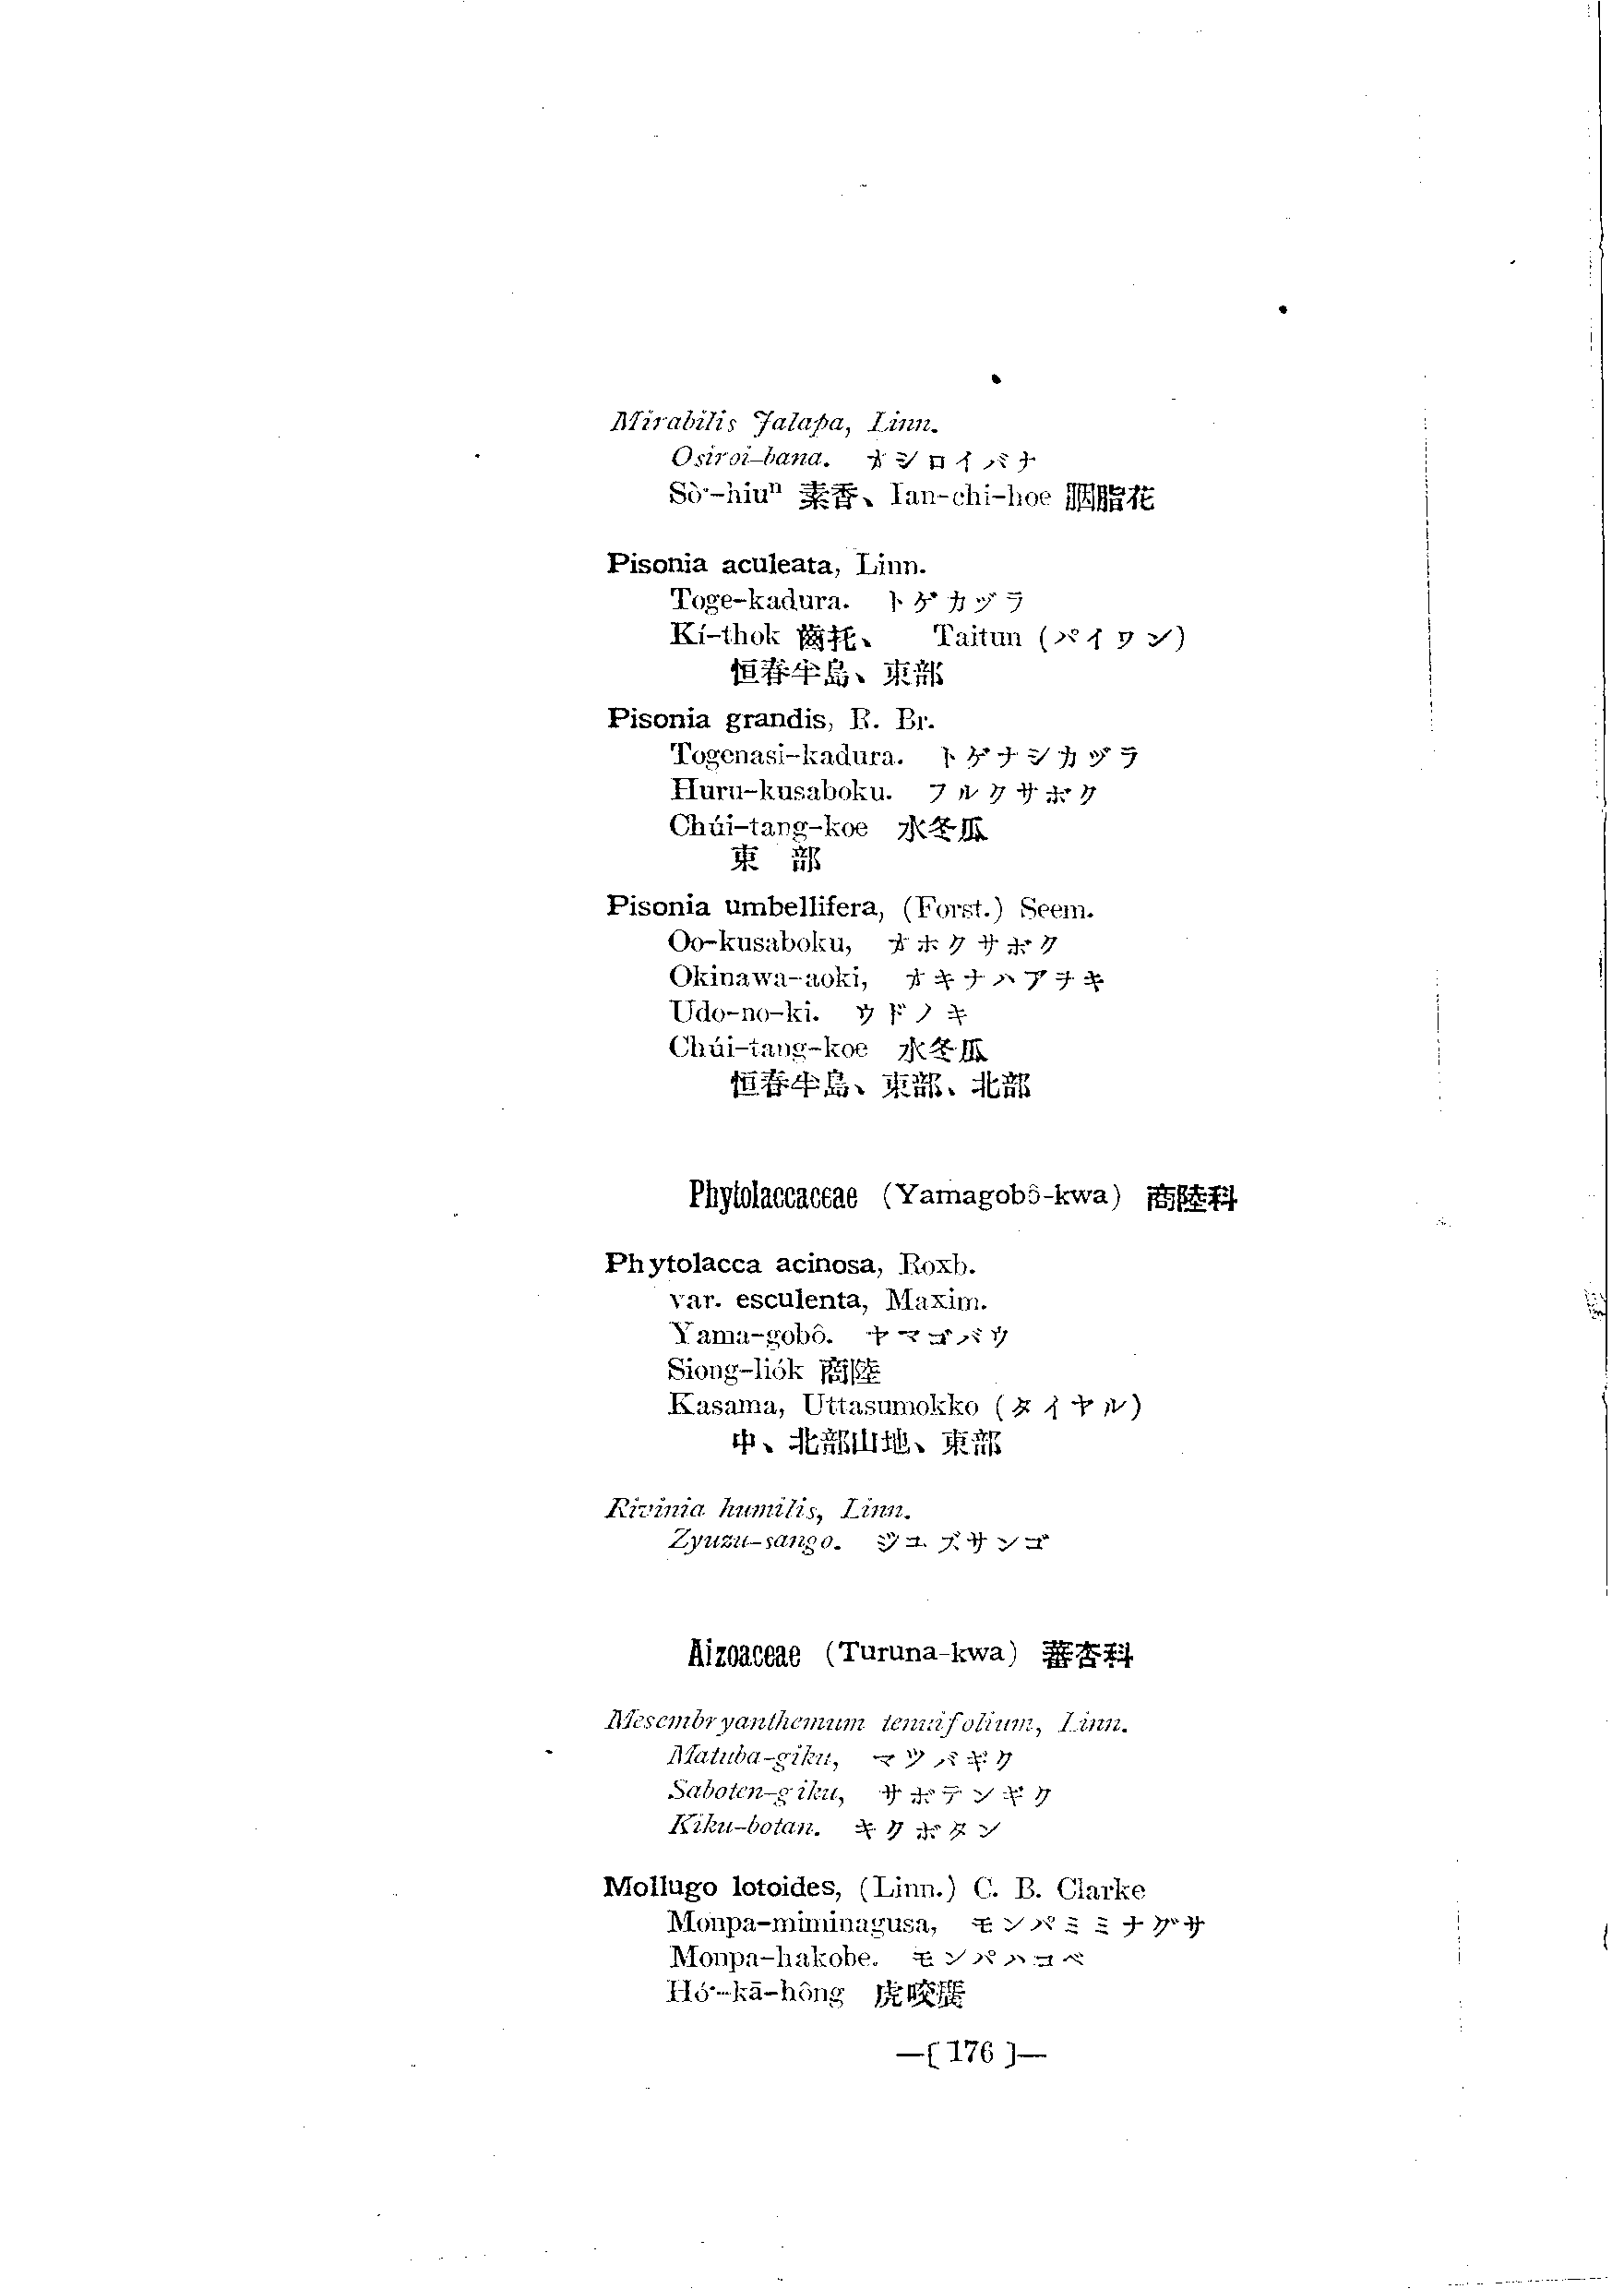 Mirabilis Jalapa, Linn.
Osiroi-bana. オシロイバナ
Sò·-hiuⁿ 素香、Ian-chi-hoe 胭脂花
Pisonia aculeata, Linn.
Toge-kadura. トゲカヅラ
Kí-thok 齒托、 Taitun (パイワン)
恒春半島、東部
Pisonia grandis, R. Br.
Togenasi-kadura. トゲナシカヅラ
Huru-kusaboku. フルクサボク
Chúi-tang-koe 水冬瓜
東 部
Pisonia umbellifera, (Forst.) Seem.
Oo-kusaboku, オホクサボク
Okinawa-aoki, オキナハアヲキ
Udo-no-ki. ウドノキ
Chúi-tang-koe 水冬瓜
恒春半島、東部、北部
Phytolaccaceae (Yamagobô-kwa) 商陸科
Phytolacca acinosa, Roxb.
var. esculenta, Maxim.
Yama-gobô. ヤマゴバウ
Siong-liók 商陸
Kasama, Uttasumokko (タイヤル)
中、北部山地、東部
Rivinia humilis, Linn.
Zyuzu-sango. ジユズサンゴ
Aizoaceae (Turuna-kwa) 蕃杏科
Mesembryanthemum tenuifolium, Linn.
Matuba-giku, マツバギク
Saboten-giku, サボテンギク
Kiku-botan. キクボタン
Mollugo lotoides, (Linn.) C. B. Clarke
Monpa-miminagusa, モンパミミナグサ
Monpa-hakobe. モンパハコベ
Hó·-kā-hông 虎咬癀
—[ 176 ]—